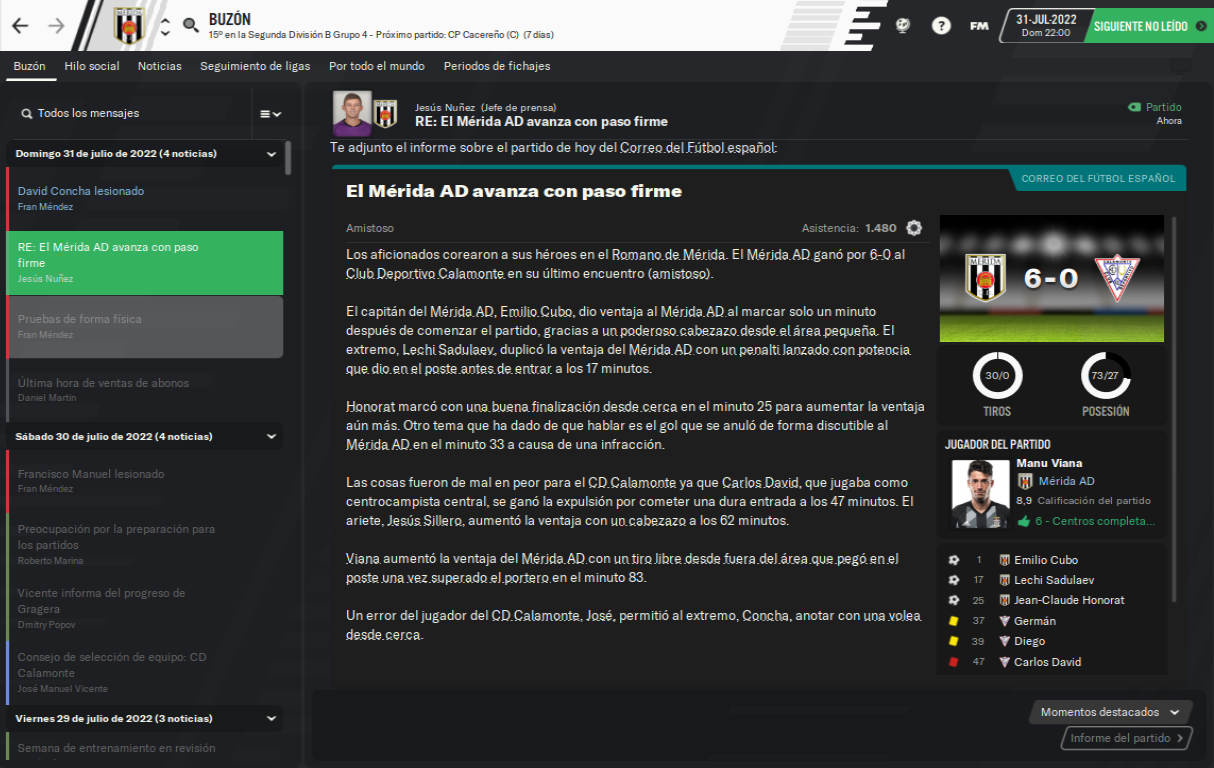 BUZÓN
15º en la Segunda División B Grupo 4 - Próximo partido: CP Cacereño (C) (7 días)
?
FM
31-JUL-2022
Dom 22:00
SIGUIENTE NO LEÍDO
Buzón
Hilo social
Noticias
Seguimiento de ligas
Por todo el mundo
Periodos de fichajes
Todos los mensajes
Domingo 31 de julio de 2022 (4 noticias)
David Concha lesionado
Fran Méndez
RE: El Mérida AD avanza con paso
firme
Jesús Nuñez
Pruebas de forma física
Fran Méndez
Última hora de ventas de abonos
Daniel Martín
Sábado 30 de julio de 2022 (4 noticias)
Francisco Manuel lesionado
Fran Méndez
Preocupación por la preparación para
los partidos
Roberto Marina
Vicente informa del progreso de
Gragera
Dmitry Popov
Consejo de selección de equipo: CD
Calamonte
José Manuel Vicente
Viernes 29 de julio de 2022 (3 noticias)
Semana de entrenamiento en revisión
Jesús Nuñez (Jefe de prensa)
RE: El Mérida AD avanza con paso firme
Partido
Ahora
Te adjunto el informe sobre el partido de hoy del Correo del Fútbol español:
CORREO DEL FÚTBOL ESPAÑOL
El Mérida AD avanza con paso firme
Amistoso
Asistencia: 1.480
Los aficionados corearon a sus héroes en el Romano de Mérida. El Mérida AD ganó por 6-0 al
Club Deportivo Calamonte en su último encuentro (amistoso).
El capitán del Mérida AD, Emilio Cubo, dio ventaja al Mérida AD al marcar solo un minuto
después de comenzar el partido, gracias a un poderoso cabezazo desde el área pequeña. El
extremo, Lechi Sadulaev, duplicó la ventaja del Mérida AD con un penalti lanzado con potencia
que dio en el poste antes de entrar a los 17 minutos.
Honorat marcó con una buena finalización desde cerca en el minuto 25 para aumentar la ventaja
aún más. Otro tema que ha dado de que hablar es el gol que se anuló de forma discutible al
Mérida AD en el minuto 33 a causa de una infracción.
Las cosas fueron de mal en peor para el CD Calamonte ya que Carlos David, que jugaba como
centrocampista central, se ganó la expulsión por cometer una dura entrada a los 47 minutos. El
ariete, Jesús Sillero, aumentó la ventaja con un cabezazo a los 62 minutos.
Viana aumentó la ventaja del Mérida AD con un tiro libre desde fuera del área que pegó en el
poste una vez superado el portero en el minuto 83.
Un error del jugador del CD Calamonte, José, permitió al extremo, Concha, anotar con una volea
desde cerca.
MÉRIDA
6-0
CALAMONTE
30/0
TIROS
73/27
POSESIÓN
JUGADOR DEL PARTIDO
Manu Viana
Mérida AD
8,9 Calificación del partido
6 - Centros completa...
1 Emilio Cubo
17 Lechi Sadulaev
25 Jean-Claude Honorat
37 Germán
39 Diego
47 Carlos David
Momentos destacados
Informe del partido